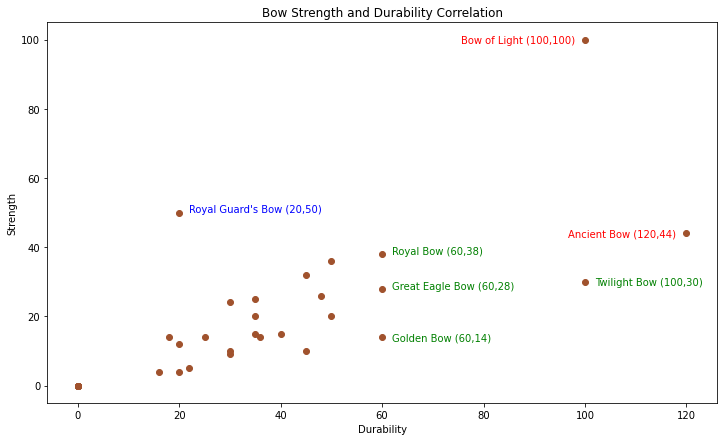 Bow Strength and Durability Correlation
100
Bow of Light (100,100)
80
60
Royal Guard's Bow (20,50)
Strength
Ancient Bow (120,44)
40
Royal Bow (60,38)
Twilight Bow (100,30)
Great Eagle Bow (60,28)
20
Golden Bow (60,14)
0
0 20 40 60 80 100 120
Durability